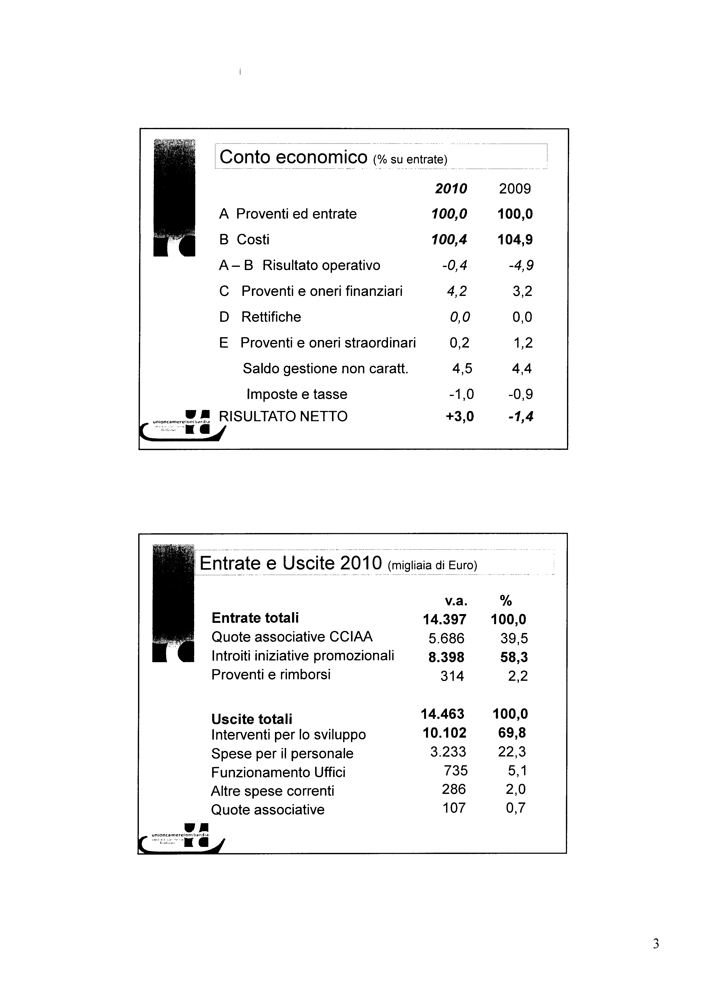 Conto economico (% su entrate)
2010 2009
A Proventi ed entrate 100,0 100,0
B Costi 100,4 104,9
A – B Risultato operativo -0,4 -4,9
C Proventi e oneri finanziari 4,2 3,2
D Rettifiche 0,0 0,0
E Proventi e oneri straordinari 0,2 1,2
Saldo gestione non caratt. 4,5 4,4
Imposte e tasse -1,0 -0,9
RISULTATO NETTO +3,0 -1,4
unioncamerelombardia
Entrate e Uscite 2010 (migliaia di Euro)
v.a. %
Entrate totali 14.397 100,0
Quote associative CCIAA 5.686 39,5
Introiti iniziative promozionali 8.398 58,3
Proventi e rimborsi 314 2,2
Uscite totali 14.463 100,0
Interventi per lo sviluppo 10.102 69,8
Spese per il personale 3.233 22,3
Funzionamento Uffici 735 5,1
Altre spese correnti 286 2,0
Quote associative 107 0,7
unioncamerelombardia
3